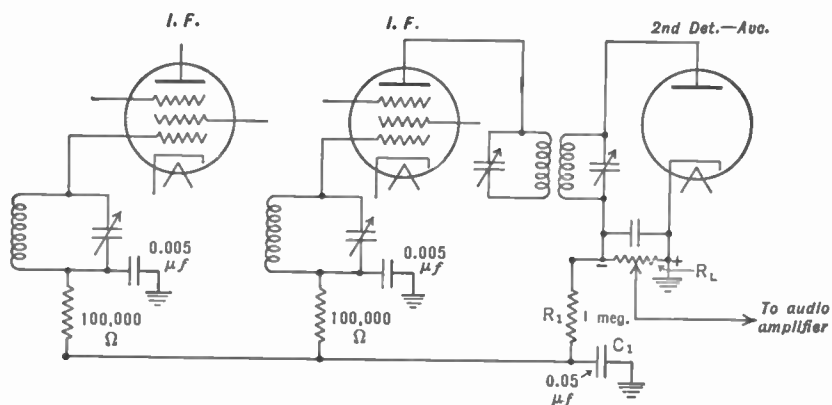 I. F.
I. F.
2nd Det.—Avc.
0.005
μf
0.005
μf
100,000
Ω
100,000
Ω
R1
1 meg.
- +
RL
To audio
amplifier
C1
0.05
μf